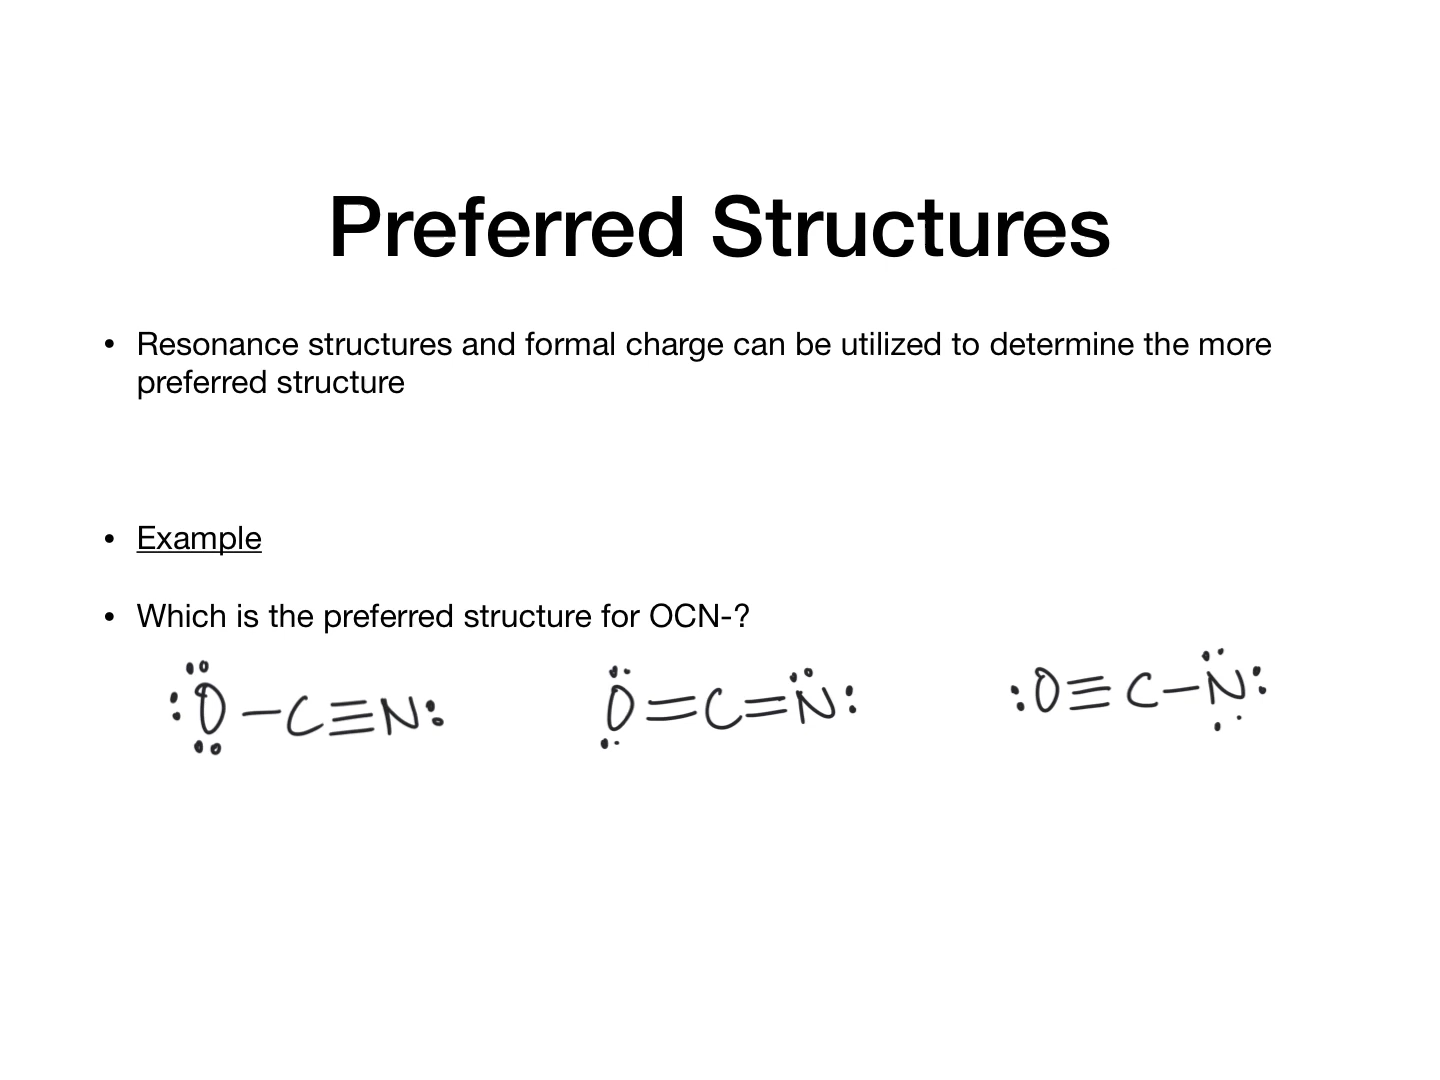 Preferred Structures
• Resonance structures and formal charge can be utilized to determine the more
preferred structure
• Example
• Which is the preferred structure for OCN-?
:Ö̤–C≡N: Ö̤=C=N̈: :O≡C–N̤̈: